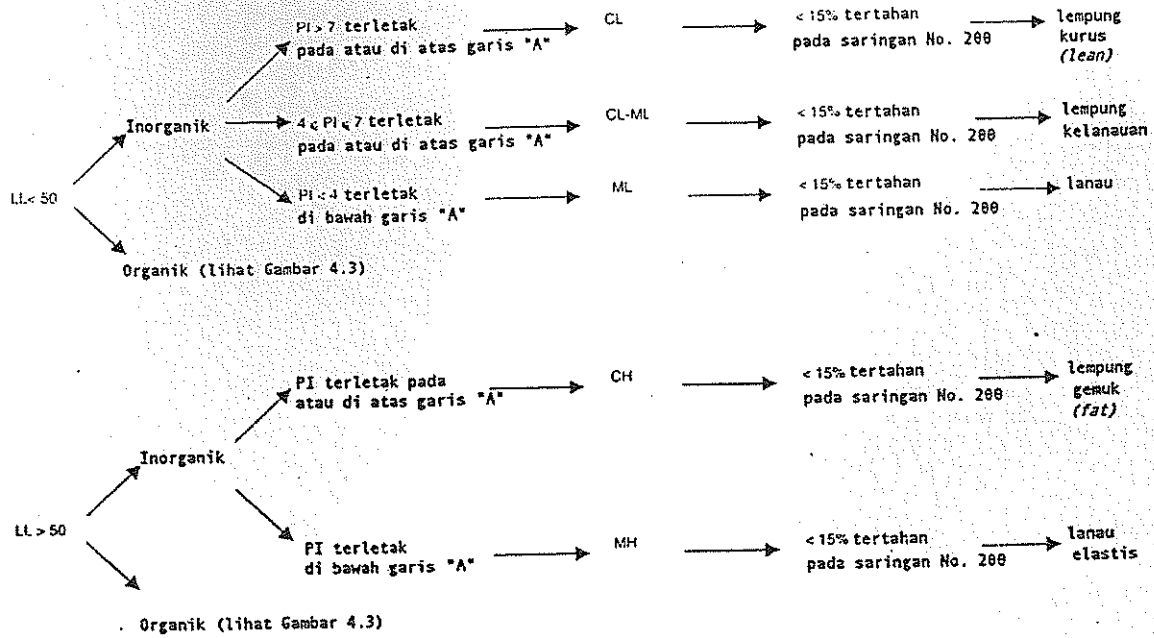 PI > 7 terletak
pada atau di atas garis "A"
CL
< 15% tertahan
pada saringan No. 200
lempung
kurus
(lean)
Inorganik
4 ≤ PI ≤ 7 terletak
pada atau di atas garis "A"
CL-ML
< 15% tertahan
pada saringan No. 200
lempung
kelanauan
LL< 50
PI < 4 terletak
di bawah garis "A"
ML
< 15% tertahan
pada saringan No. 200
lanau
Organik (lihat Gambar 4.3)
PI terletak pada
atau di atas garis "A"
CH
< 15% tertahan
pada saringan No. 200
lempung
gemuk
(fat)
Inorganik
LL > 50
PI terletak
di bawah garis "A"
MH
< 15% tertahan
pada saringan No. 200
lanau
elastis
Organik (lihat Gambar 4.3)